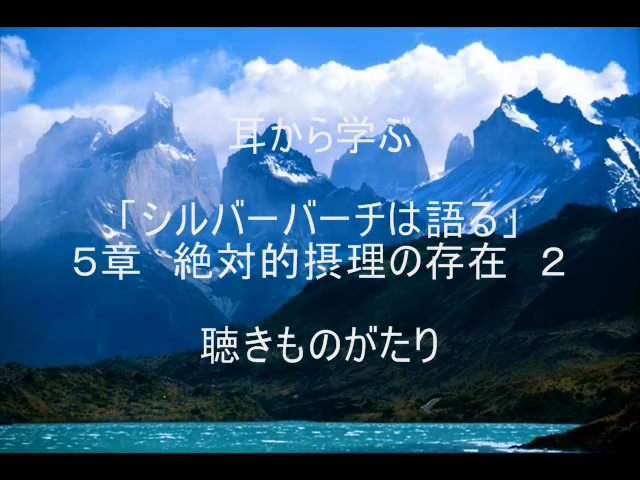 耳から学ぶ
「シルバーバーチは語る」
５章　絶対的摂理の存在　２
聴きものがたり